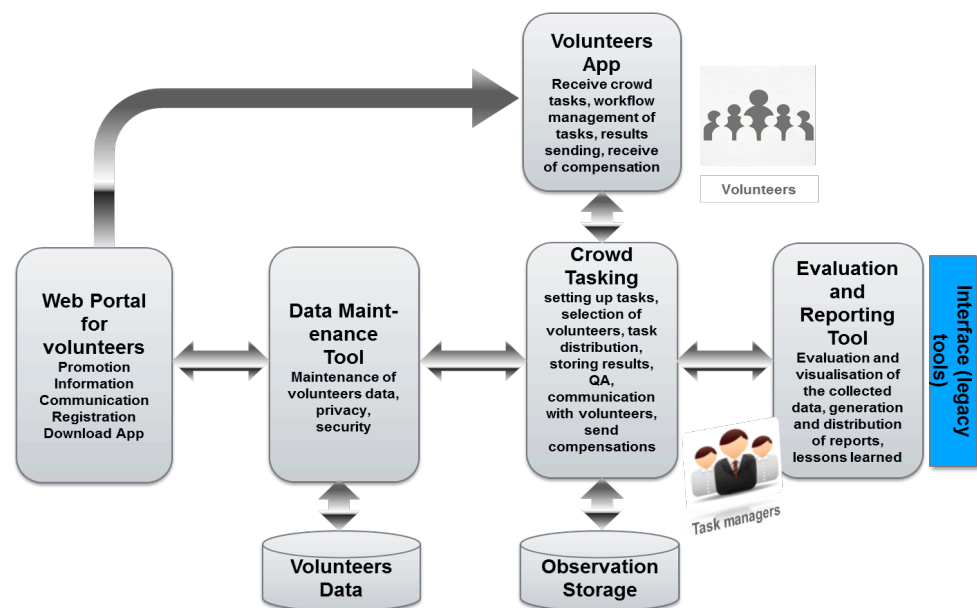 Volunteers
App
Receive crowd
tasks, workflow
management of
tasks, results
sending, receive
of compensation
Volunteers
Web Portal
for
volunteers
Promotion
Information
Communication
Registration
Download App
Data Maint-
enance Tool
Maintenance of
volunteers data,
privacy,
security
Crowd
Tasking
setting up tasks,
selection of
volunteers, task
distribution,
storing results,
QA,
communication
with volunteers,
send
compensations
Evaluation
and
Reporting
Tool
Evaluation and
visualisation of
the collected
data, generation
and distribution
of reports,
lessons learned
Interface (legacy
tools)
Task managers
Volunteers
Data
Observation
Storage